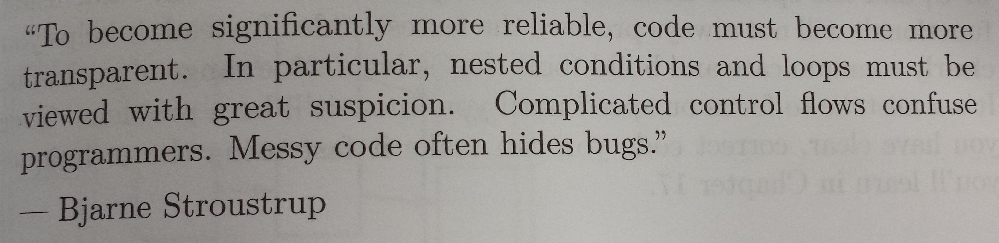 “To become significantly more reliable, code must become more
transparent. In particular, nested conditions and loops must be
viewed with great suspicion. Complicated control flows confuse
programmers. Messy code often hides bugs.”
— Bjarne Stroustrup